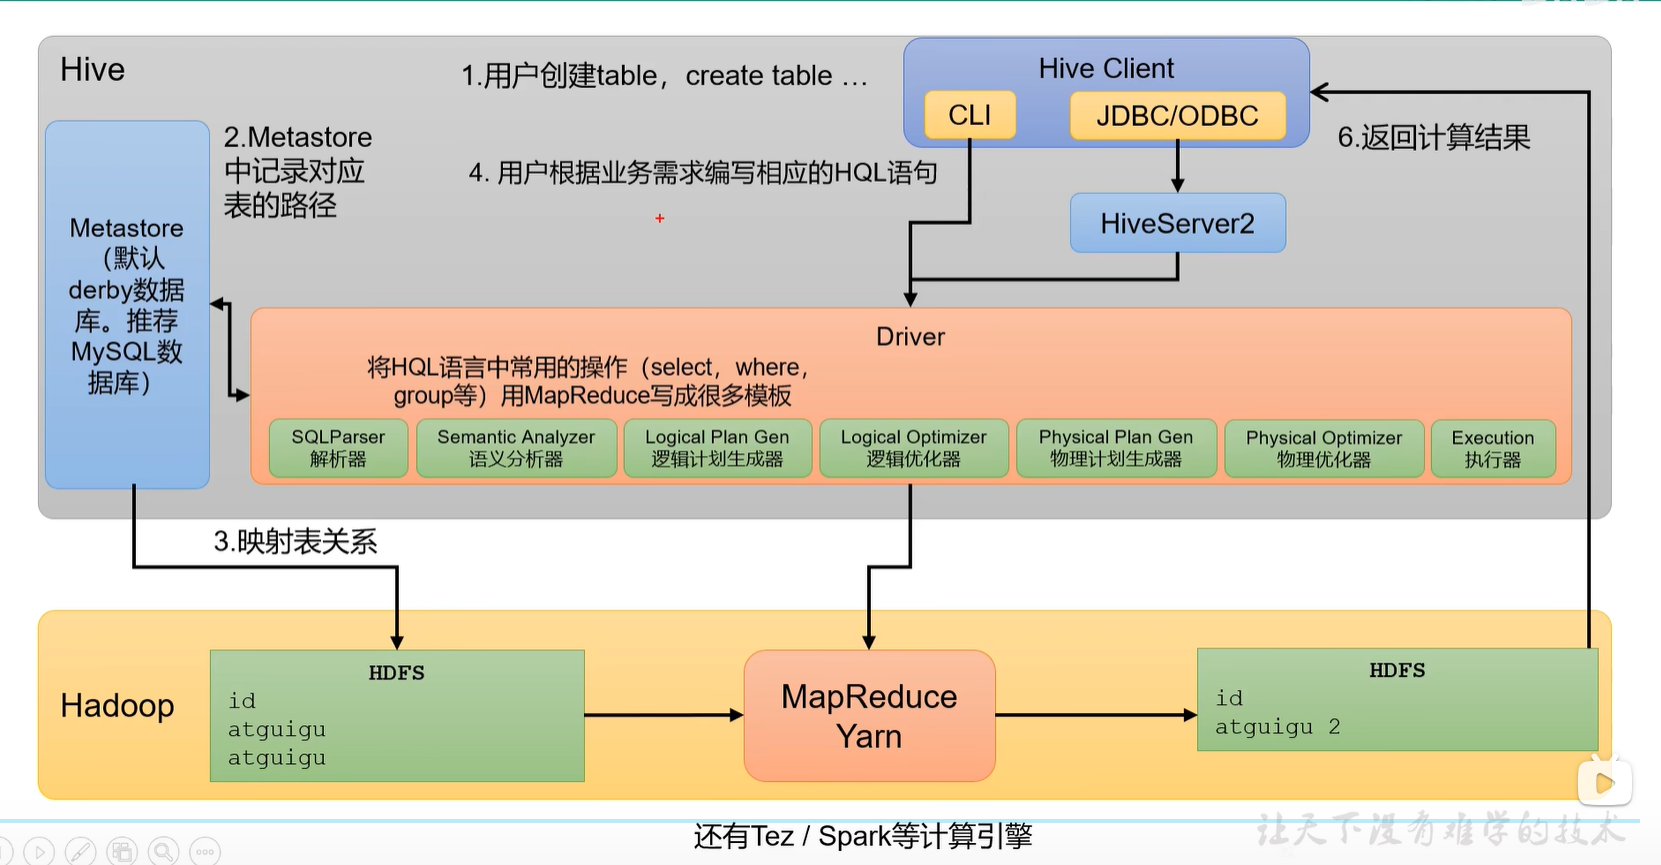 Hive
1.用户创建table，create table …
Hive Client
CLI
JDBC/ODBC
6.返回计算结果
2.Metastore
中记录对应
表的路径
4. 用户根据业务需求编写相应的HQL语句
HiveServer2
Metastore
（默认
derby数据
库。推荐
MySQL数
据库）
Driver
将HQL语言中常用的操作（select，where，
group等）用MapReduce写成很多模板
SQLParser
解析器
Semantic Analyzer
语义分析器
Logical Plan Gen
逻辑计划生成器
Logical Optimizer
逻辑优化器
Physical Plan Gen
物理计划生成器
Physical Optimizer
物理优化器
Execution
执行器
3.映射表关系
Hadoop
HDFS
id
atguigu
atguigu
MapReduce
Yarn
HDFS
id
atguigu 2
还有Tez / Spark等计算引擎
让天下没有难学的技术